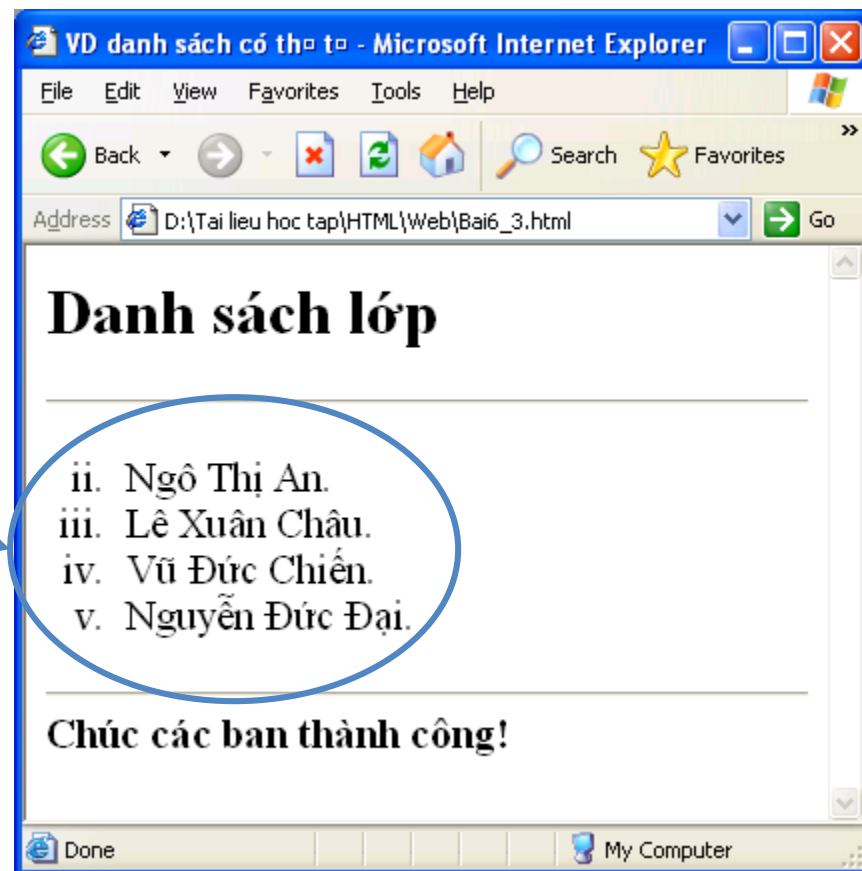 VD danh sách có th¤ t¤ - Microsoft Internet Explorer
File Edit View Favorites Tools Help
Back Search Favorites »
Address D:\Tai lieu hoc tap\HTML\Web\Bai6_3.html Go
Danh sách lớp
ii. Ngô Thị An.
iii. Lê Xuân Châu.
iv. Vũ Đức Chiến.
v. Nguyễn Đức Đại.
Chúc các ban thành công!
Done My Computer